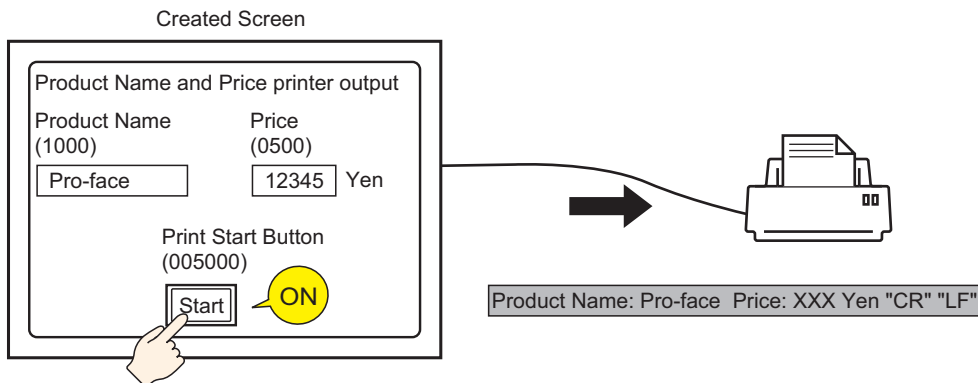 Created Screen
Product Name and Price printer output
Product Name Price
(1000) (0500)
Pro-face 12345 Yen
Print Start Button
(005000)
Start ON
Product Name: Pro-face Price: XXX Yen "CR" "LF"